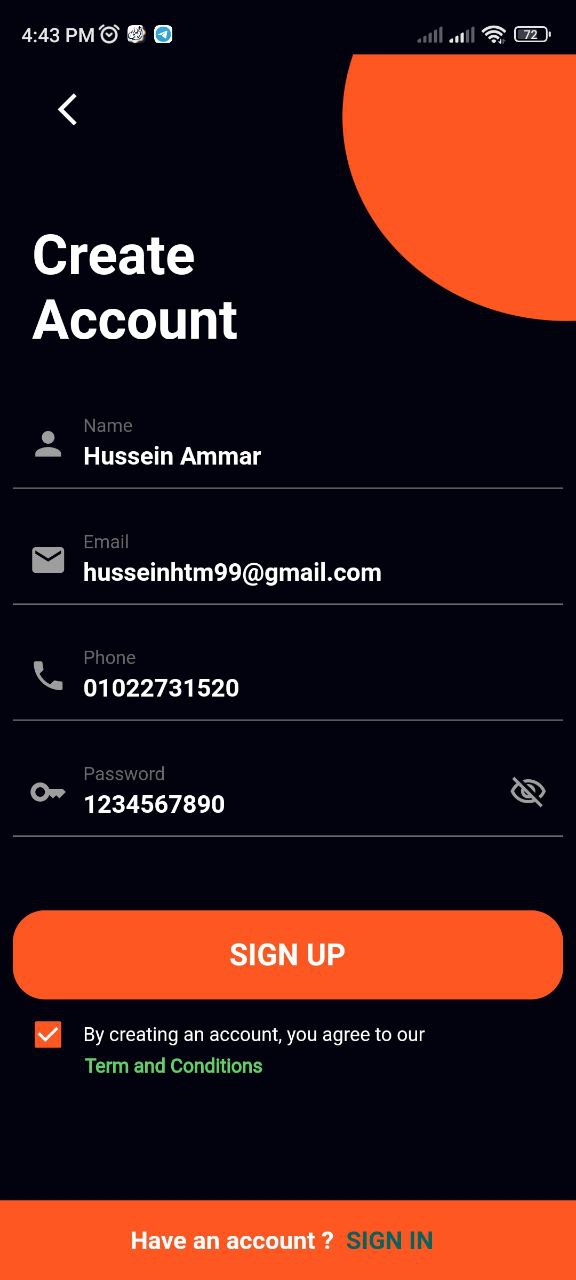 4:43 PM
72
Create
Account
Name
Hussein Ammar
Email
husseinhtm99@gmail.com
Phone
01022731520
Password
1234567890
SIGN UP
By creating an account, you agree to our
Term and Conditions
Have an account ? SIGN IN